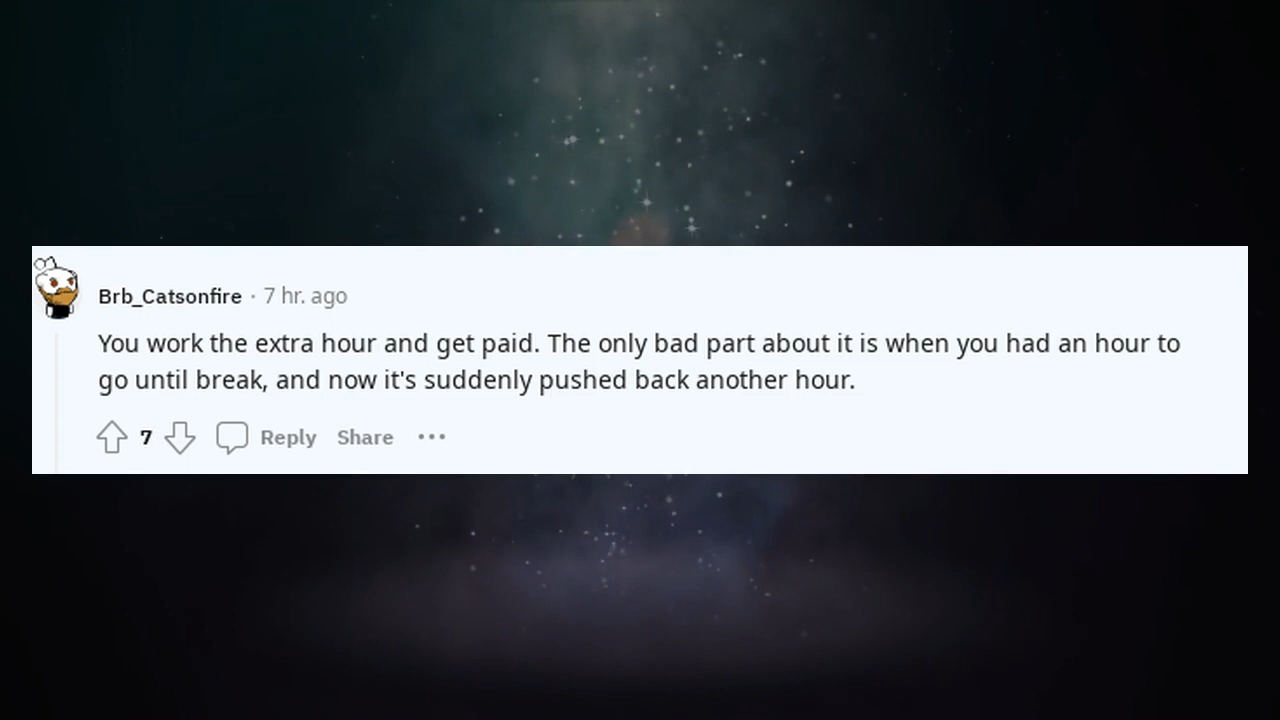 Brb_Catsonfire · 7 hr. ago
You work the extra hour and get paid. The only bad part about it is when you had an hour to
go until break, and now it's suddenly pushed back another hour.
7 Reply Share ···